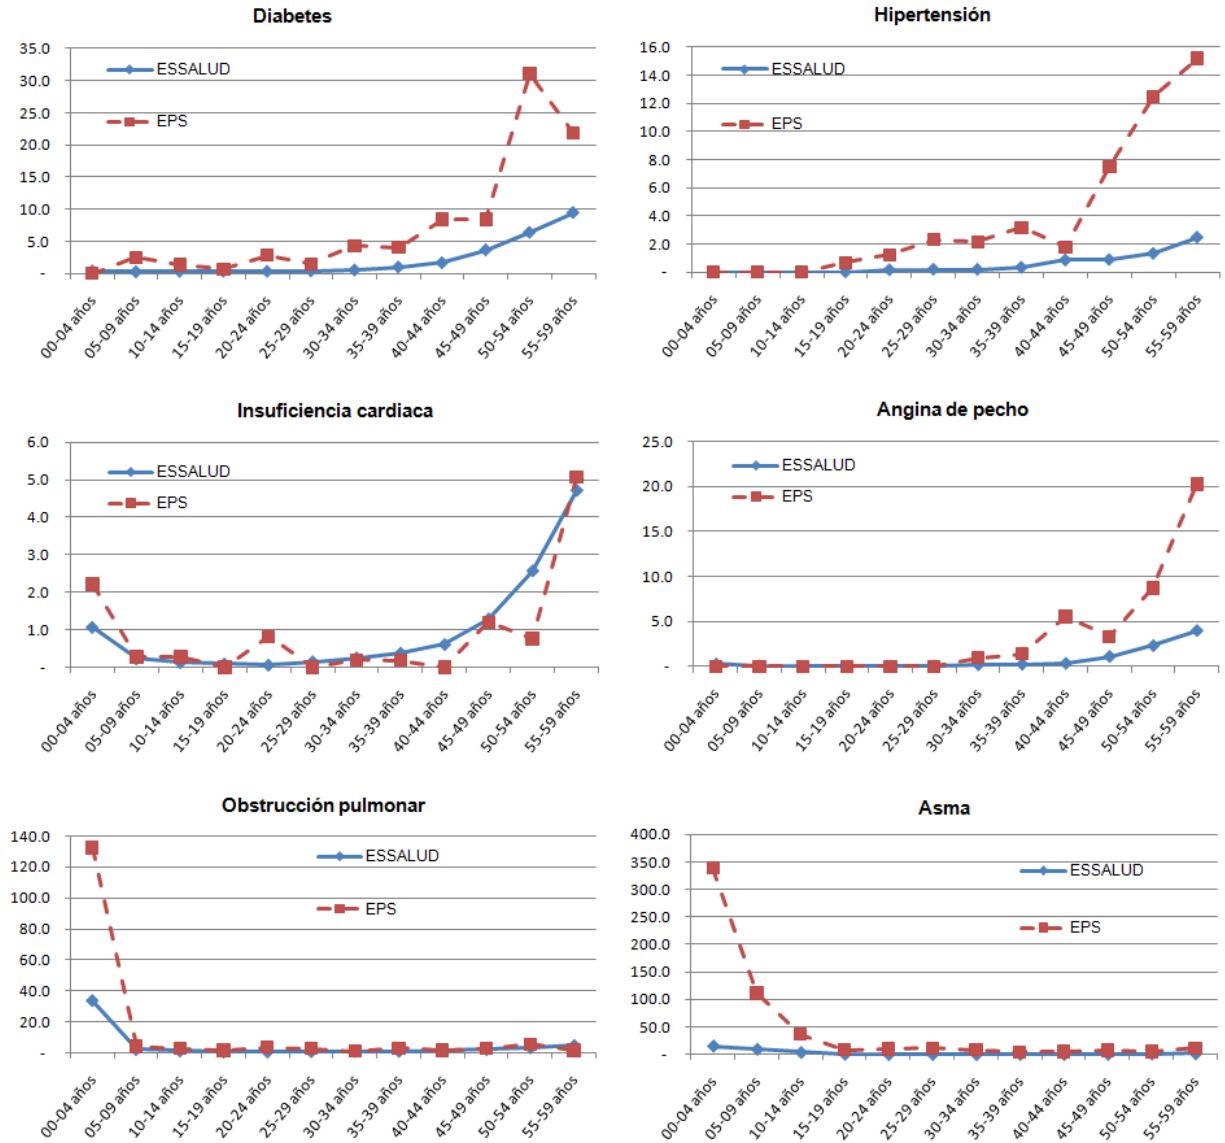 Diabetes
35.0
30.0
25.0
20.0
15.0
10.0
5.0
-
ESSALUD
EPS
00-04 años
05-09 años
10-14 años
15-19 años
20-24 años
25-29 años
30-34 años
35-39 años
40-44 años
45-49 años
50-54 años
55-59 años
Hipertensión
16.0
14.0
12.0
10.0
8.0
6.0
4.0
2.0
-
ESSALUD
EPS
00-04 años
05-09 años
10-14 años
15-19 años
20-24 años
25-29 años
30-34 años
35-39 años
40-44 años
45-49 años
50-54 años
55-59 años
Insuficiencia cardiaca
6.0
5.0
4.0
3.0
2.0
1.0
-
ESSALUD
EPS
00-04 años
05-09 años
10-14 años
15-19 años
20-24 años
25-29 años
30-34 años
35-39 años
40-44 años
45-49 años
50-54 años
55-59 años
Angina de pecho
25.0
20.0
15.0
10.0
5.0
-
ESSALUD
EPS
00-04 años
05-09 años
10-14 años
15-19 años
20-24 años
25-29 años
30-34 años
35-39 años
40-44 años
45-49 años
50-54 años
55-59 años
Obstrucción pulmonar
140.0
120.0
100.0
80.0
60.0
40.0
20.0
-
ESSALUD
EPS
00-04 años
05-09 años
10-14 años
15-19 años
20-24 años
25-29 años
30-34 años
35-39 años
40-44 años
45-49 años
50-54 años
55-59 años
Asma
400.0
350.0
300.0
250.0
200.0
150.0
100.0
50.0
-
ESSALUD
EPS
00-04 años
05-09 años
10-14 años
15-19 años
20-24 años
25-29 años
30-34 años
35-39 años
40-44 años
45-49 años
50-54 años
55-59 años